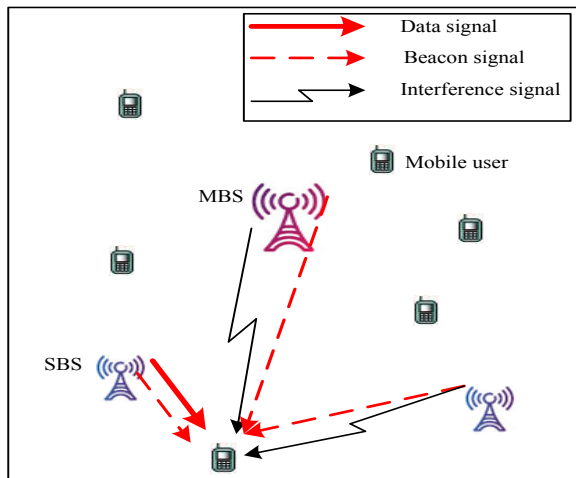 Data signal
Beacon signal
Interference signal
Mobile user
MBS
SBS